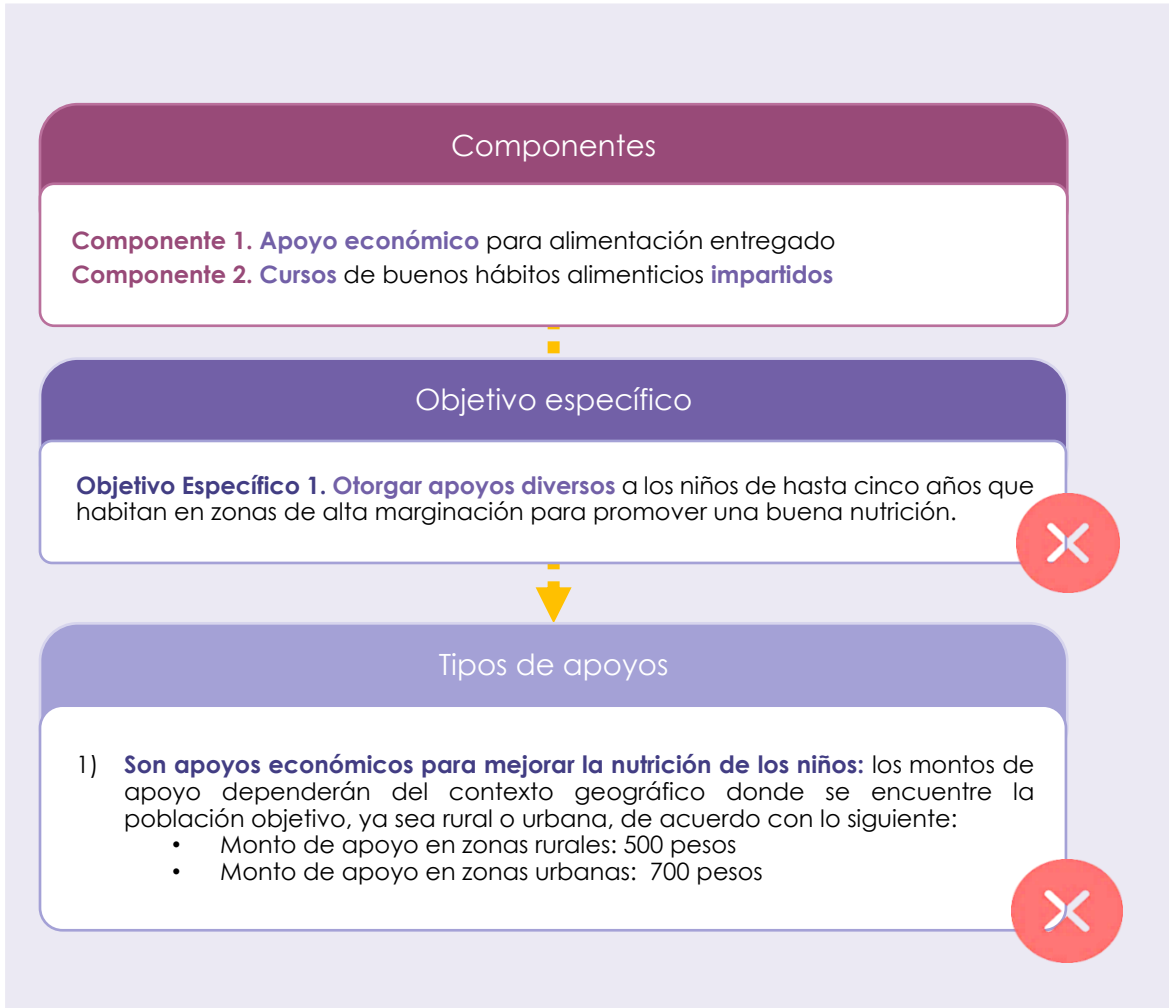 Componentes
Componente 1. Apoyo económico para alimentación entregado
Componente 2. Cursos de buenos hábitos alimenticios impartidos
Objetivo específico
Objetivo Específico 1. Otorgar apoyos diversos a los niños de hasta cinco años que
habitan en zonas de alta marginación para promover una buena nutrición.
Tipos de apoyos
1) Son apoyos económicos para mejorar la nutrición de los niños: los montos de
apoyo dependerán del contexto geográfico donde se encuentre la
población objetivo, ya sea rural o urbana, de acuerdo con lo siguiente:
• Monto de apoyo en zonas rurales: 500 pesos
• Monto de apoyo en zonas urbanas: 700 pesos